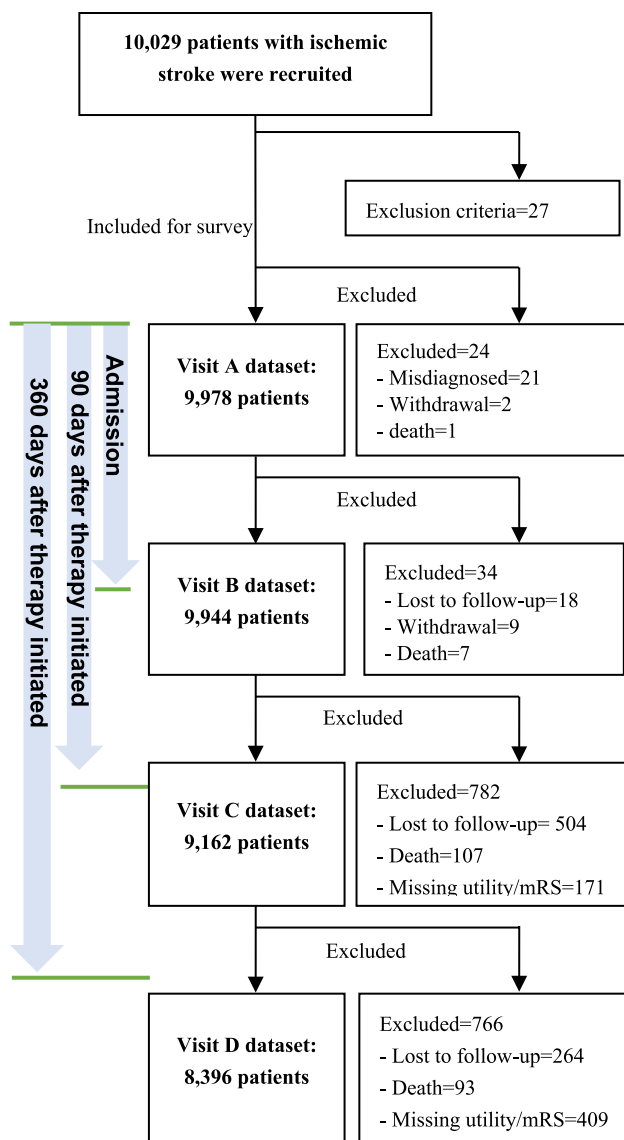 10,029 patients with ischemic
stroke were recruited
Exclusion criteria=27
Included for survey
Excluded
Visit A dataset:
9,978 patients
Excluded=24
- Misdiagnosed=21
- Withdrawal=2
- death=1
Admission
90 days after therapy initiated
360 days after therapy initiated
Excluded
Visit B dataset:
9,944 patients
Excluded=34
- Lost to follow-up=18
- Withdrawal=9
- Death=7
Excluded
Visit C dataset:
9,162 patients
Excluded=782
- Lost to follow-up= 504
- Death=107
- Missing utility/mRS=171
Excluded
Visit D dataset:
8,396 patients
Excluded=766
- Lost to follow-up=264
- Death=93
- Missing utility/mRS=409